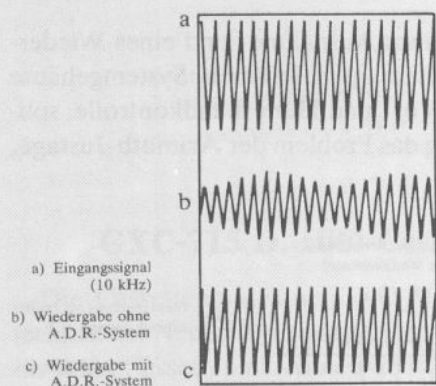 a
b
c
a) Eingangssignal
(10 kHz)
b) Wiedergabe ohne
A.D.R.-System
c) Wiedergabe mit
A.D.R.-System